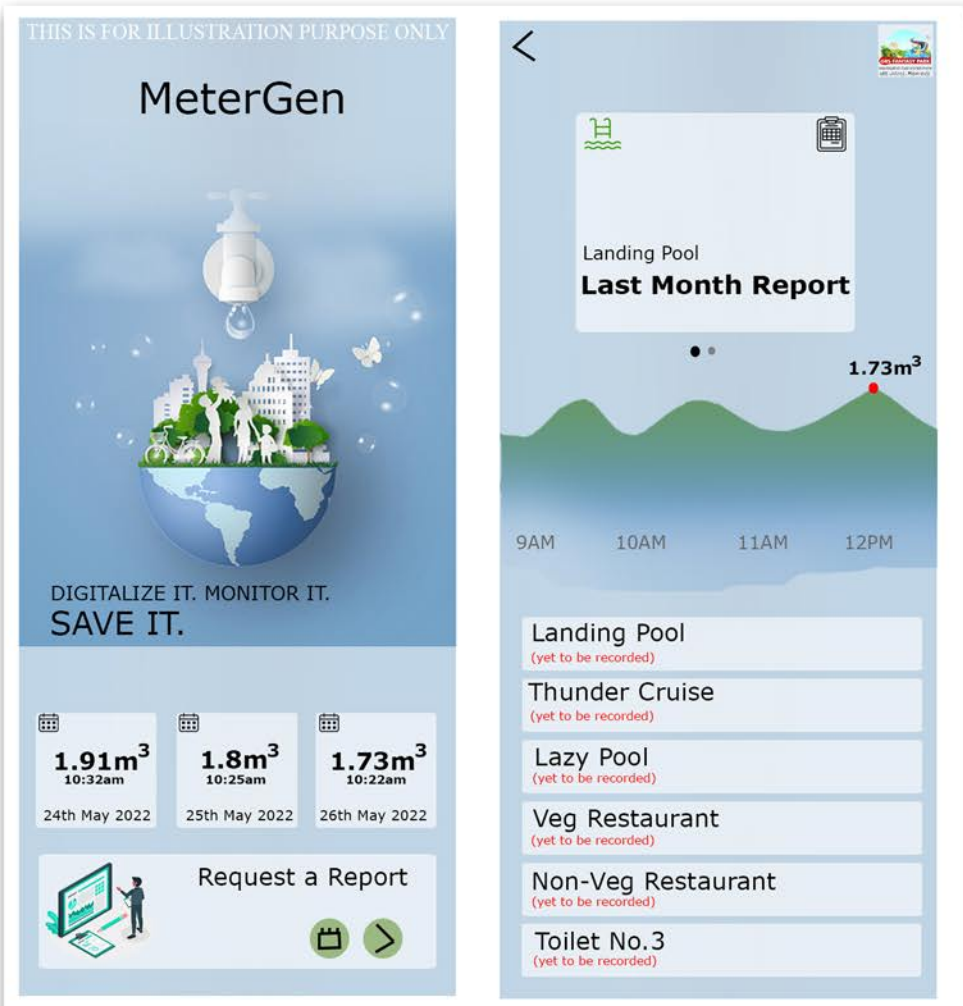 THIS IS FOR ILLUSTRATION PURPOSE ONLY
MeterGen
DIGITALIZE IT. MONITOR IT.
SAVE IT.
1.91m³
10:32am
24th May 2022
1.8m³
10:25am
25th May 2022
1.73m³
10:22am
26th May 2022
Request a Report
Landing Pool
Last Month Report
1.73m³
9AM 10AM 11AM 12PM
Landing Pool
(yet to be recorded)
Thunder Cruise
(yet to be recorded)
Lazy Pool
(yet to be recorded)
Veg Restaurant
(yet to be recorded)
Non-Veg Restaurant
(yet to be recorded)
Toilet No.3
(yet to be recorded)